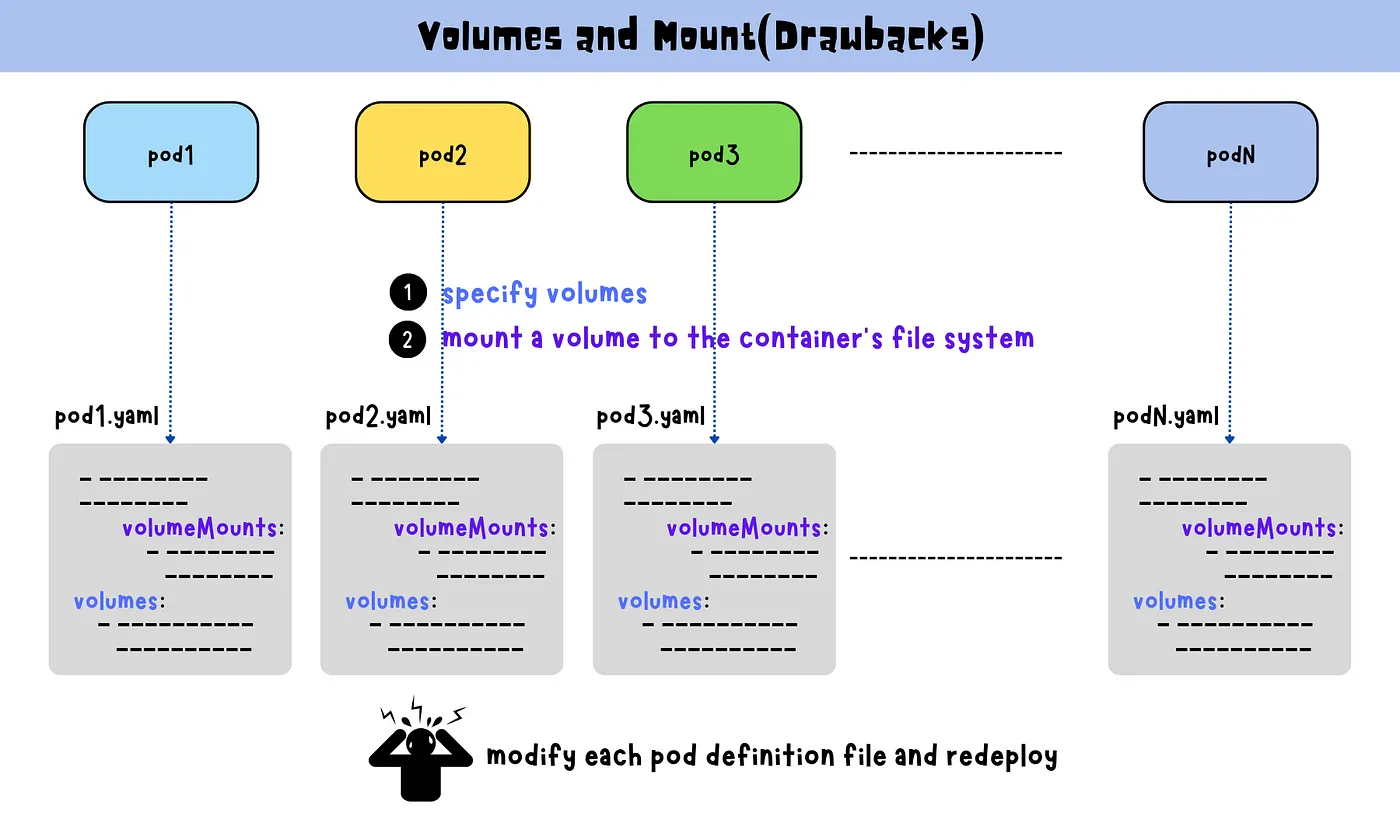 Volumes and Mount(Drawbacks)
pod1
pod2
pod3
podN
1 specify volumes
2 mount a volume to the container's file system
pod1.yaml
pod2.yaml
pod3.yaml
podN.yaml
volumeMounts:
volumes:
volumeMounts:
volumes:
volumeMounts:
volumes:
volumeMounts:
volumes:
modify each pod definition file and redeploy